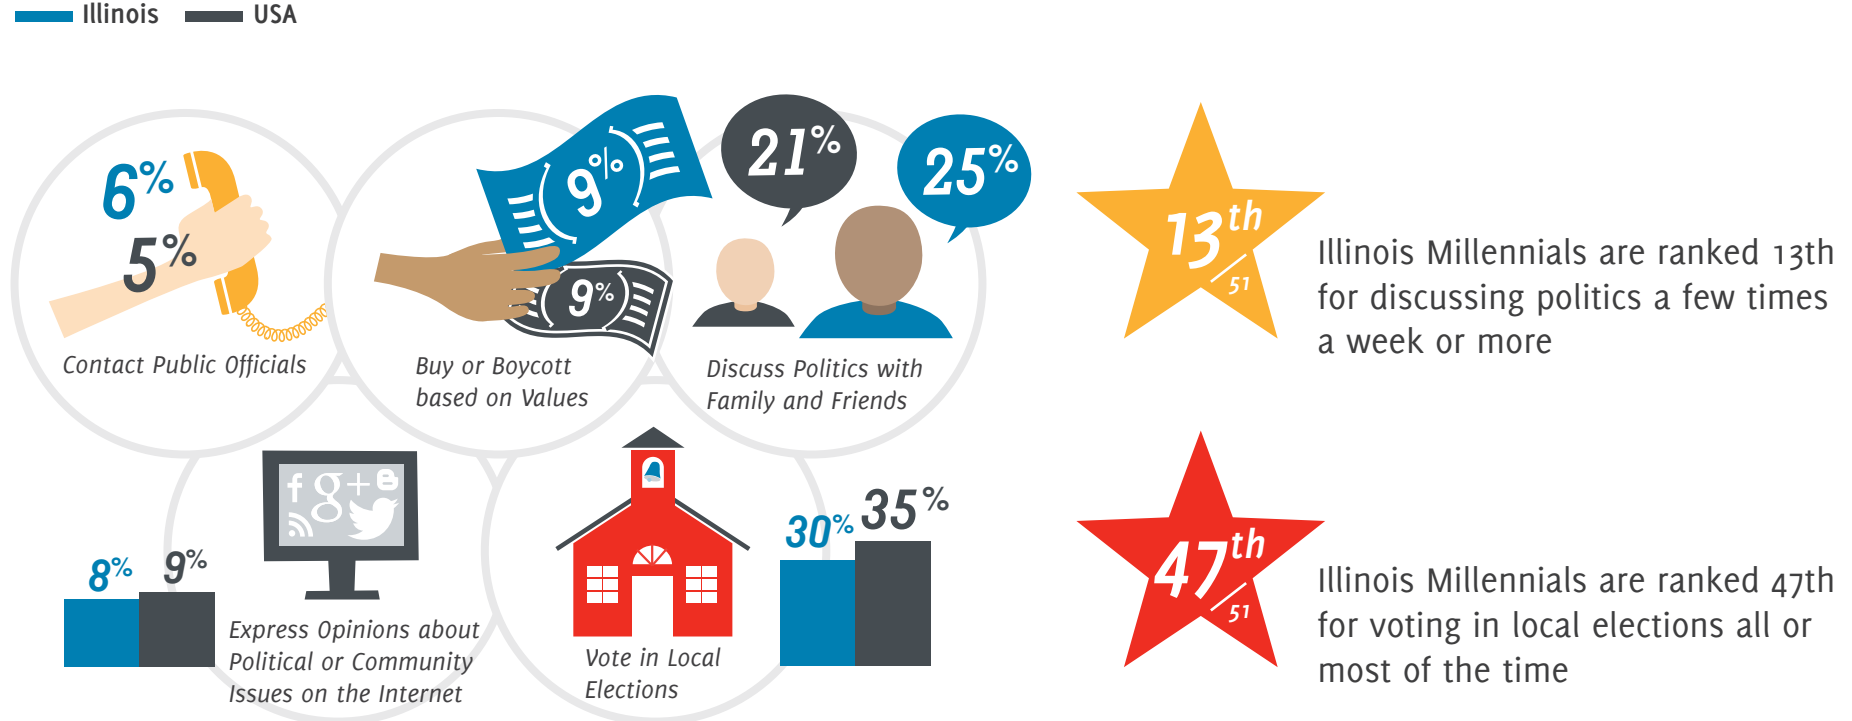 Illinois USA
6%
5%
Contact Public Officials
9%
9%
Buy or Boycott
based on Values
21%
25%
Discuss Politics with
Family and Friends
13th
51
Illinois Millennials are ranked 13th
for discussing politics a few times
a week or more
8%
9%
f g+
Express Opinions about
Political or Community
Issues on the Internet
Vote in Local
Elections
30%
35%
47th
51
Illinois Millennials are ranked 47th
for voting in local elections all or
most of the time